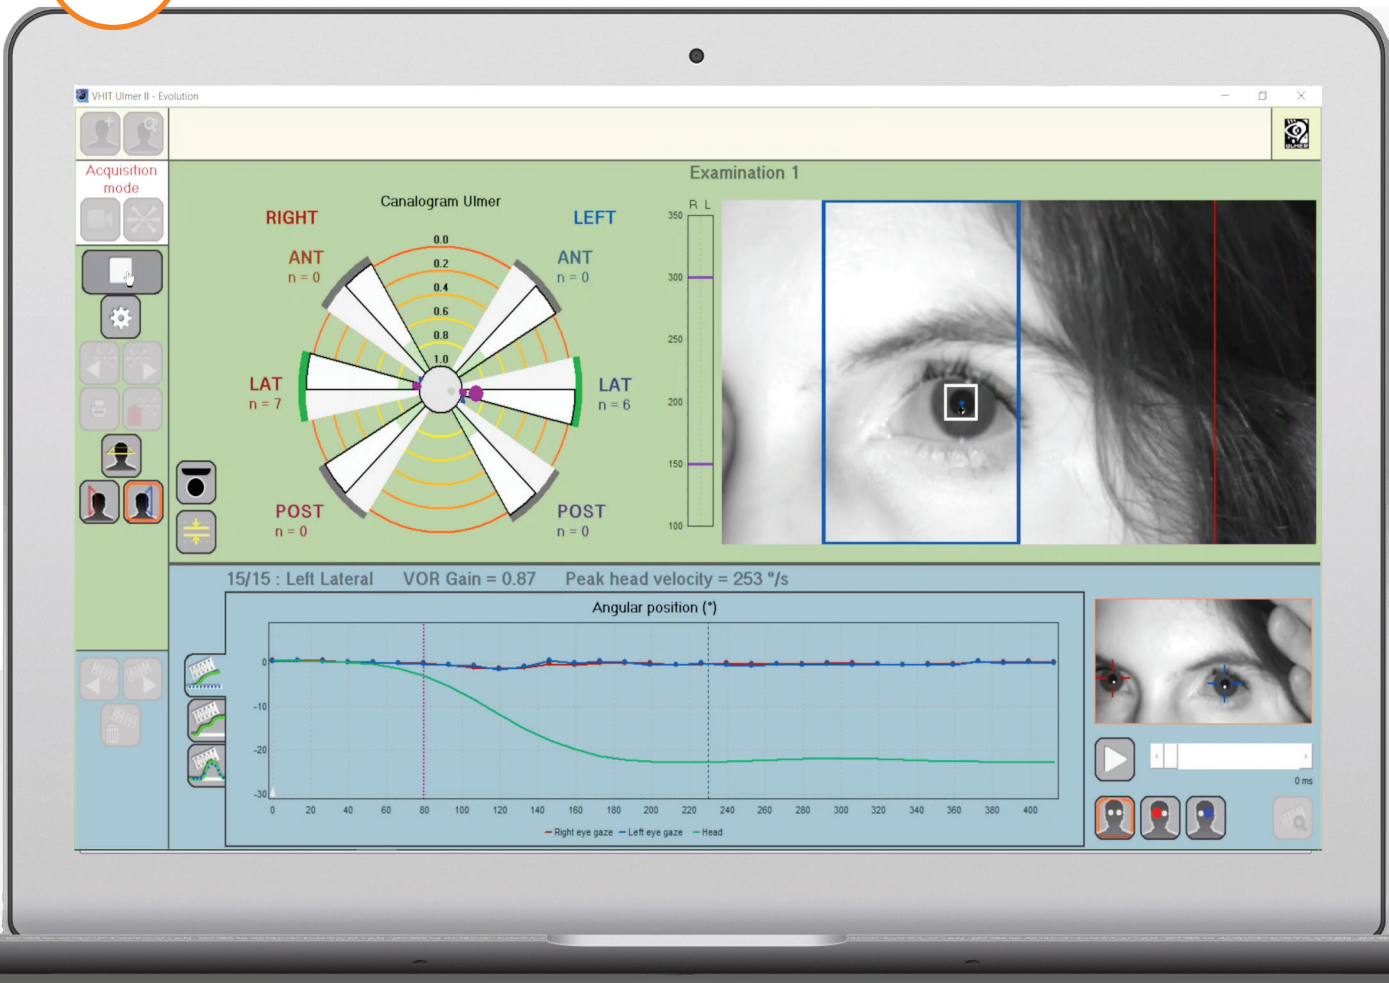 VHIT Ulmer II - Evolution
ULMER
Acquisition
mode
Examination 1
Canalogram Ulmer
RIGHT
LEFT
ANT
n = 0
ANT
n = 0
0.0
0.2
0.4
0.6
0.8
1.0
LAT
n = 7
LAT
n = 6
POST
n = 0
POST
n = 0
R L
350
300
250
200
150
100
15/15 : Left Lateral VOR Gain = 0.87 Peak head velocity = 253 °/s
Angular position (°)
0
-10
-20
-30
0 20 40 60 80 100 120 140 160 180 200 220 240 260 280 300 320 340 360 380 400
Right eye gaze Left eye gaze Head
0 ms